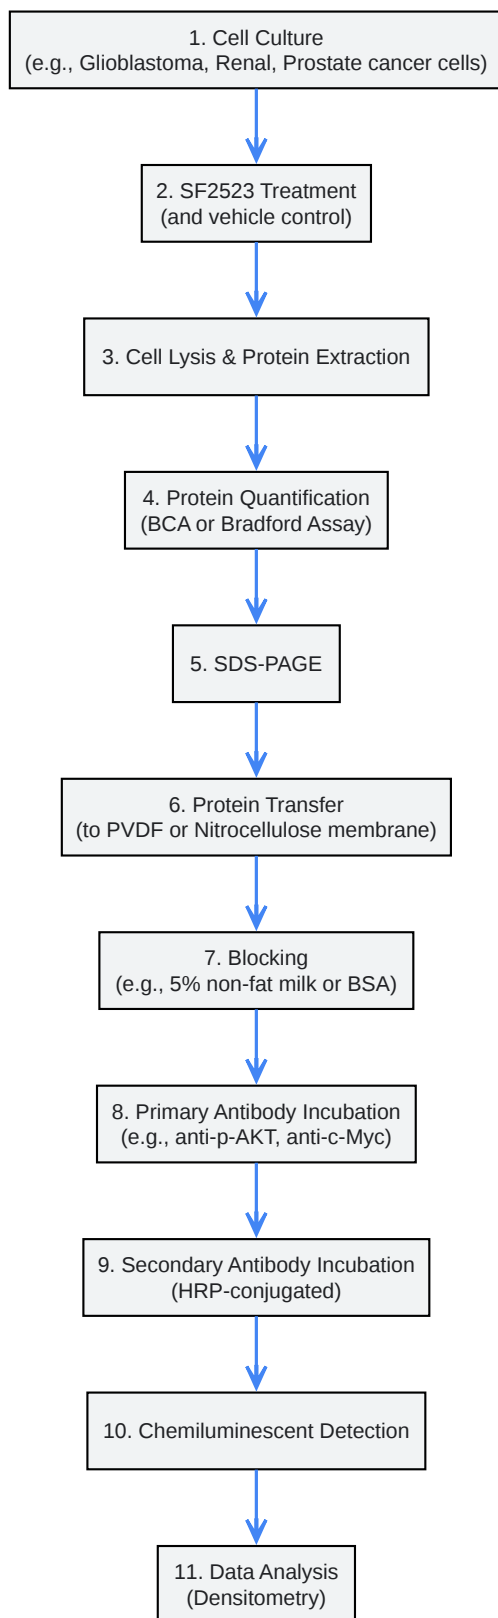 1. Cell Culture
(e.g., Glioblastoma, Renal, Prostate cancer cells)
2. SF2523 Treatment
(and vehicle control)
3. Cell Lysis & Protein Extraction
4. Protein Quantification
(BCA or Bradford Assay)
5. SDS-PAGE
6. Protein Transfer
(to PVDF or Nitrocellulose membrane)
7. Blocking
(e.g., 5% non-fat milk or BSA)
8. Primary Antibody Incubation
(e.g., anti-p-AKT, anti-c-Myc)
9. Secondary Antibody Incubation
(HRP-conjugated)
10. Chemiluminescent Detection
11. Data Analysis
(Densitometry)